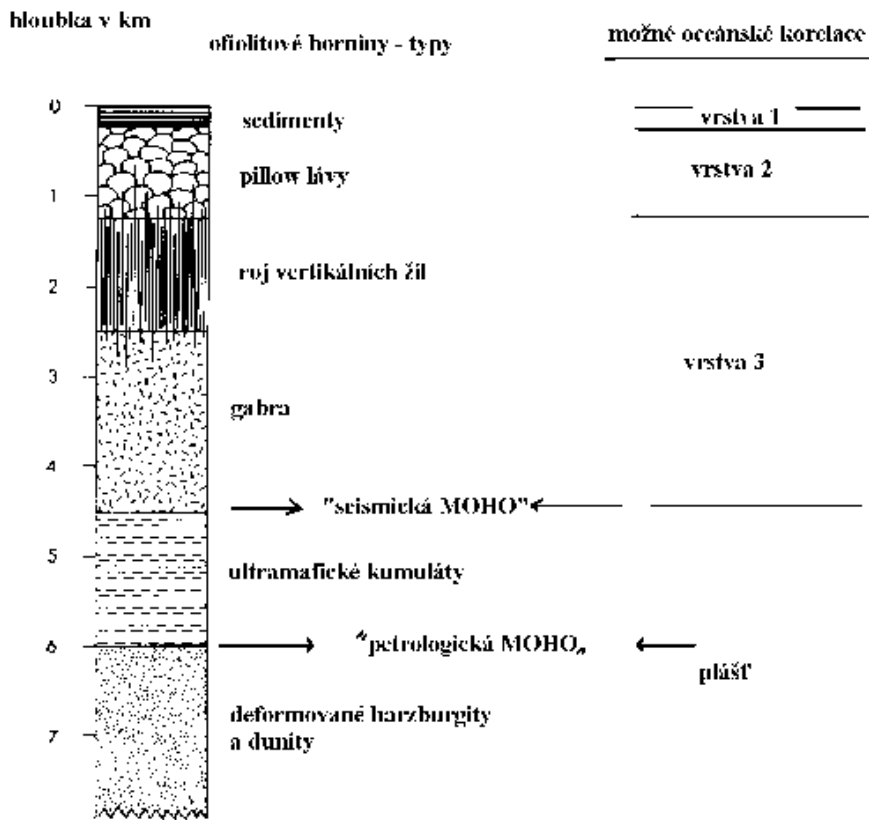 hloubka v km
ofiolitové horniny - typy
možné oceánské korelace
0
sedimenty
vrstva 1
pillow lávy
vrstva 2
1
roj vertikálních žil
2
vrstva 3
3
gabra
4
"seismická MOHO"
5
ultramafické kumuláty
6
"petrologická MOHO„
plášť
deformované harzburgity
a dunity
7